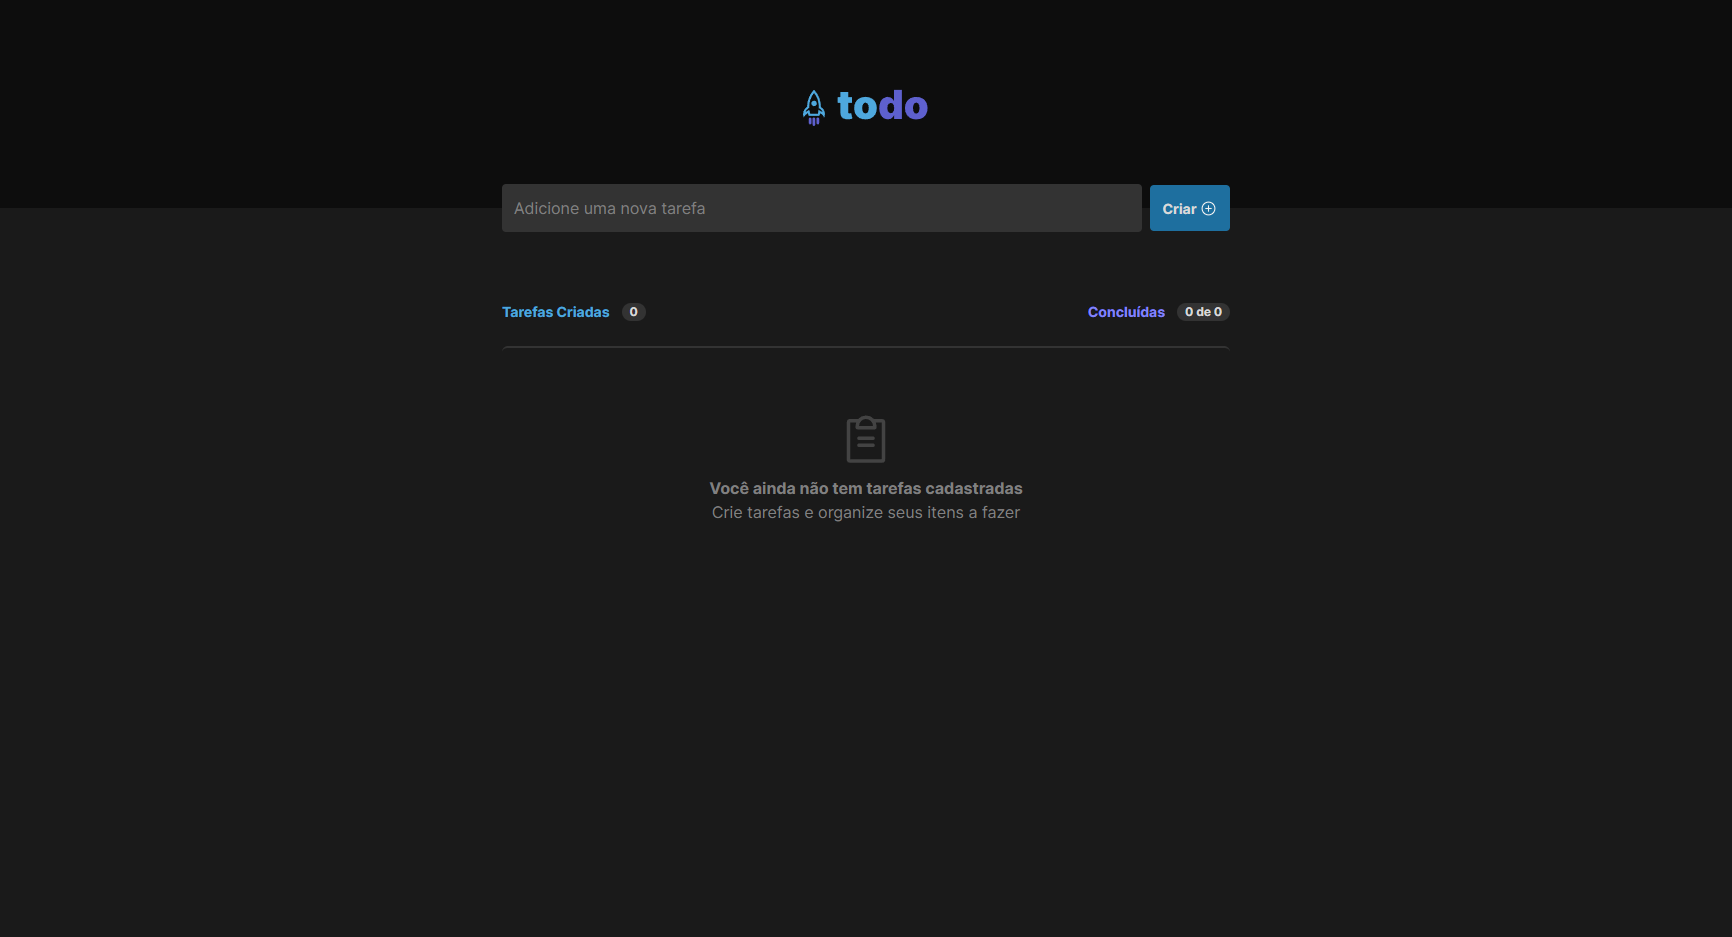 todo
Adicione uma nova tarefa
Criar
Tarefas Criadas 0
Concluídas 0 de 0
Você ainda não tem tarefas cadastradas
Crie tarefas e organize seus itens a fazer